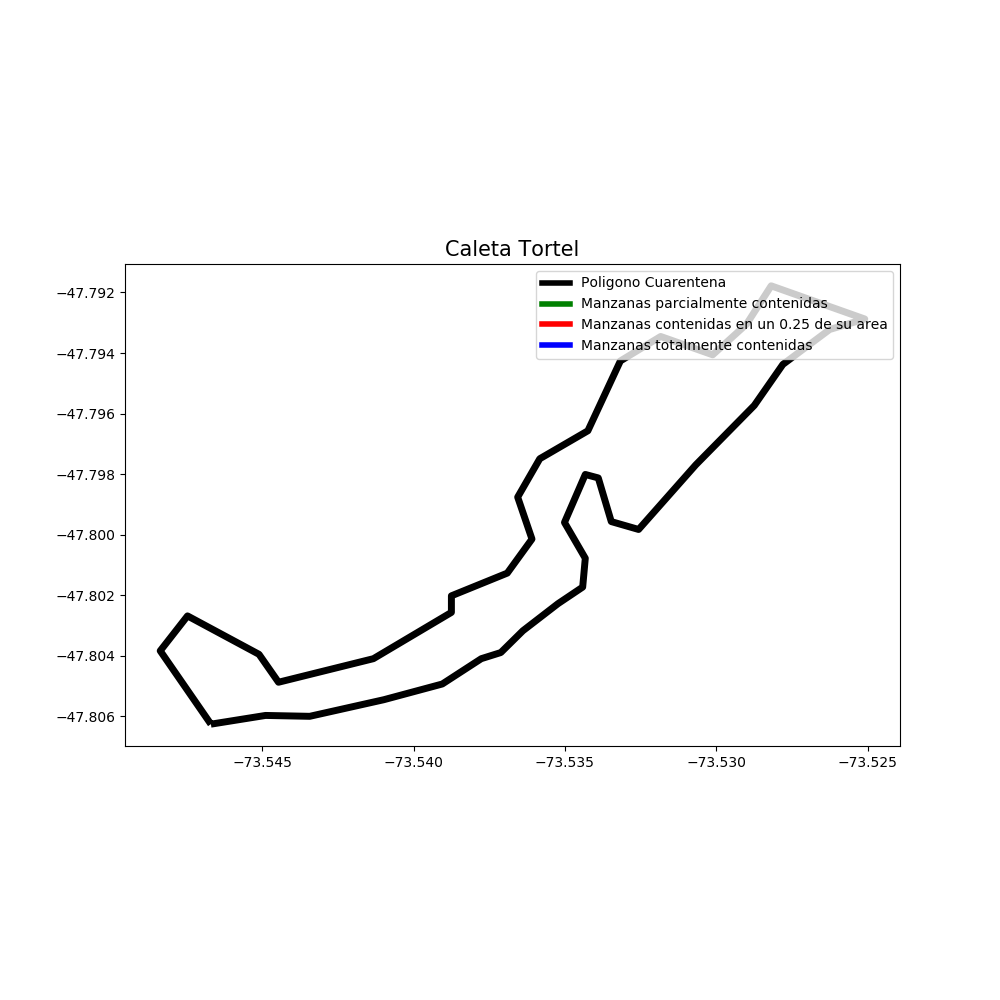 Caleta Tortel
Poligono Cuarentena
Manzanas parcialmente contenidas
Manzanas contenidas en un 0.25 de su area
Manzanas totalmente contenidas
−47.792
−47.794
−47.796
−47.798
−47.800
−47.802
−47.804
−47.806
−73.545 −73.540 −73.535 −73.530 −73.525